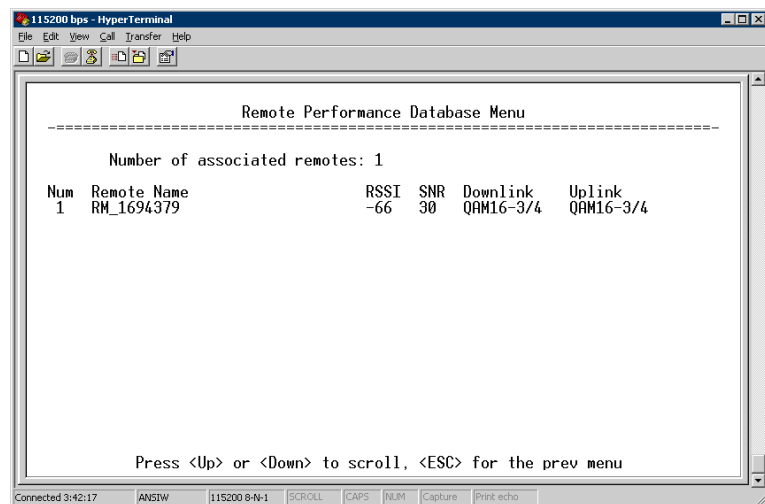 115200 bps - HyperTerminal
File Edit View Call Transfer Help
Remote Performance Database Menu
-==========================================================================-
Number of associated remotes: 1
Num Remote Name RSSI SNR Downlink Uplink
1 RM_1694379 -66 30 QAM16-3/4 QAM16-3/4
Press <Up> or <Down> to scroll, <ESC> for the prev menu
Connected 3:42:17 ANSIW 115200 8-N-1 SCROLL CAPS NUM Capture Print echo